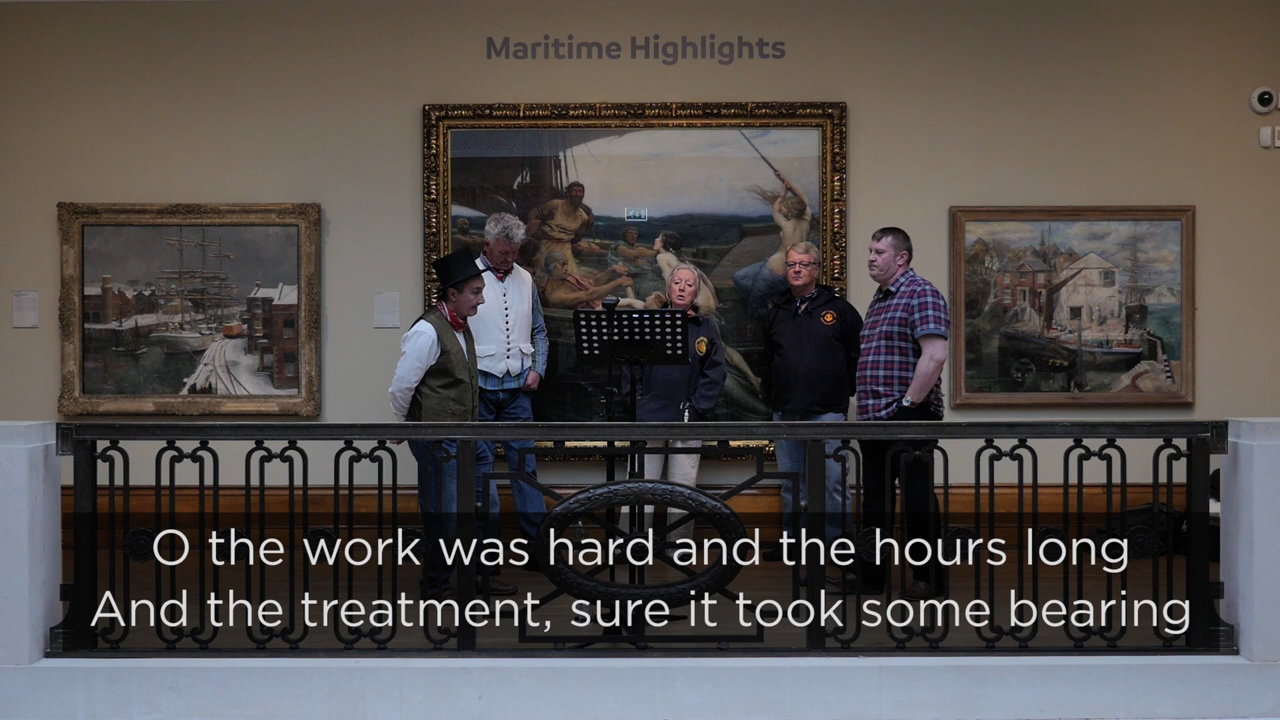 Maritime Highlights
O the work was hard and the hours long
And the treatment, sure it took some bearing